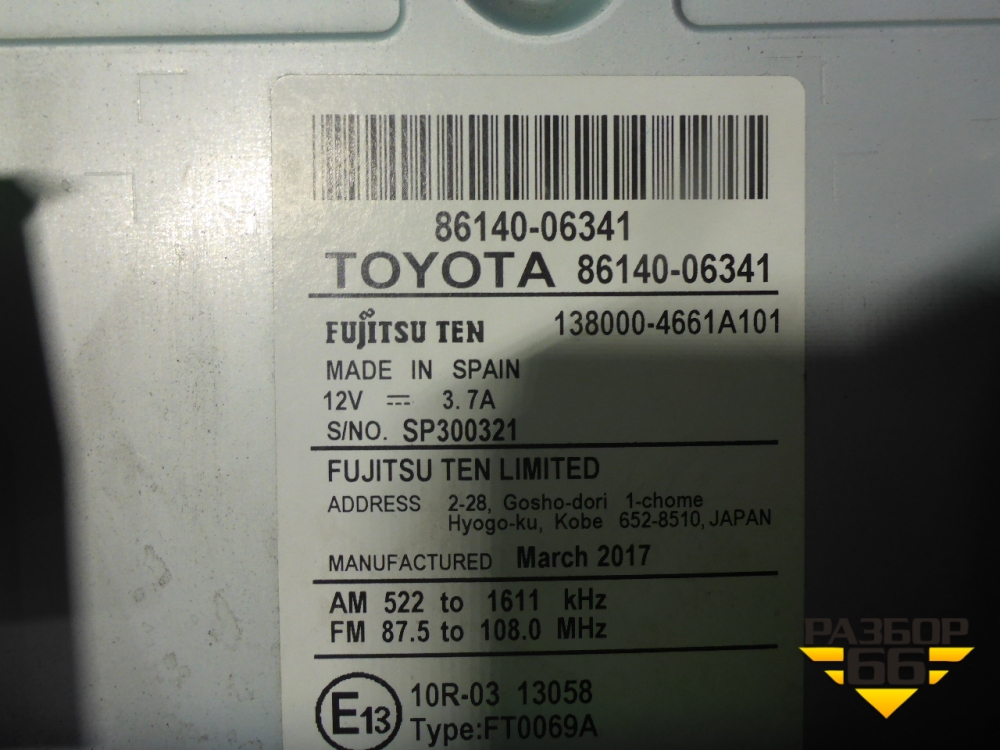 86140-06341
TOYOTA 86140-06341
FUJITSU TEN 138000-4661A101
MADE IN SPAIN
12V ⎓ 3.7A
S/NO. SP300321
FUJITSU TEN LIMITED
ADDRESS 2-28, Gosho-dori 1-chome
Hyogo-ku, Kobe 652-8510, JAPAN
MANUFACTURED March 2017
AM 522 to 1611 kHz
FM 87.5 to 108.0 MHz
E13 10R-03 13058
Type:FT0069A
РАЗБОР
66